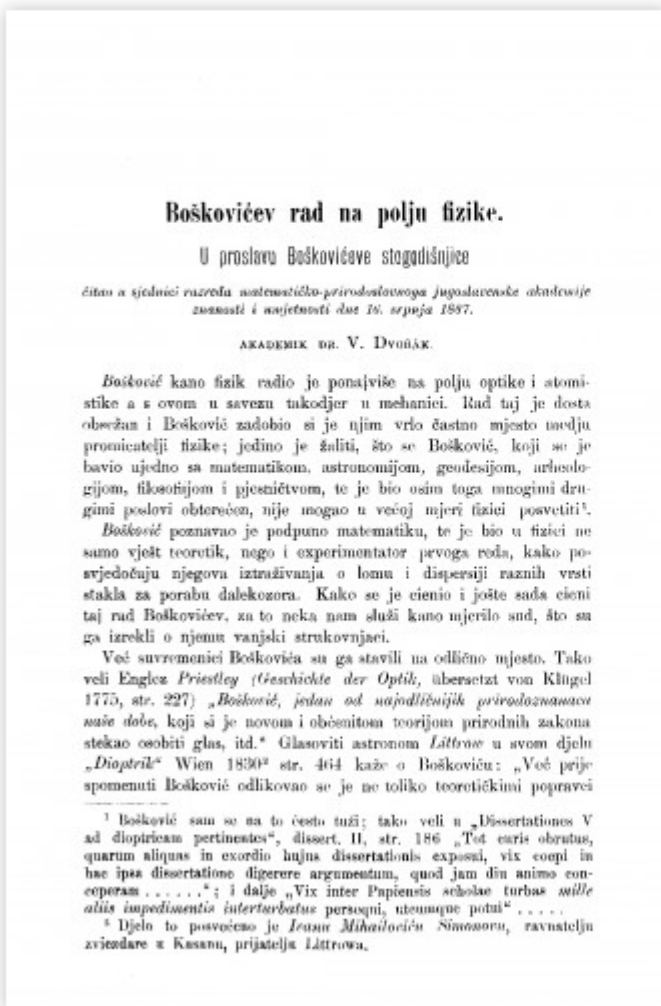 Boškovićev rad na polju fizike.
U proslavu Boškovićeve stogodišnjice
čitao u sjednici razreda matematičko-prirodoslovnoga jugoslavenske akademije
znanosti i umjetnosti dne 16. srpnja 1887.
AKADEMIK DR. V. DVOŘÁK.
Bošković kano fizik radio je ponajviše na polju optike i atomi-
stike a s ovom u savezu takodjer u mehanici. Rad taj je dosta
obsežan i Bošković zadobio si je njim vrlo častno mjesto medju
promicatelji fizike; jedino je žaliti, što se Bošković, koji se je
bavio ujedno sa matematikom, astronomijom, geodesijom, arheolo-
gijom, filosofijom i pjesničtvom, te je bio osim toga mnogimi dru-
gimi poslovi obterećen, nije mogao u većoj mjeri fizici posvetiti¹.
Bošković poznavao je podpuno matematiku, te je bio u fizici ne
samo vješt teoretik, nego i experimentator prvoga reda, kako po-
svjedočuju njegova iztraživanja o lomu i dispersiji raznih vrsti
stakla za porabu dalekozora. Kako se je cienio i jošte sada cieni
taj rad Boškovićev, za to neka nam služi kano mjerilo sud, što su
ga izrekli o njemu vanjski strukovnjaci.
Već suvremenici Boškovića su ga stavili na odlično mjesto. Tako
veli Englez Priestley (Geschichte der Optik, übersetzt von Klügel
1775, str. 227) „Bošković, jedan od najodličnijih prirodoznanaca
naše dobe, koji si je novom i obćenitom teorijom prirodnih zakona
stekao osobiti glas, itd.“ Glasoviti astronom Littrow u svom djelu
„Dioptrik“ Wien 1830² str. 464 kaže o Boškoviću: „Već prije
spomenuti Bošković odlikovao se je ne toliko teoretičkimi popravci
¹ Bošković sam se na to često tuži; tako veli u „Dissertationes V
ad dioptricam pertinentes“, dissert. II, str. 186 „Tot curis obrutus,
quarum aliquas in exordio hujus dissertationis exposui, vix coepi in
hac ipsa dissertatione digerere argumentum, quod jam diu animo con-
ceperam . . . . . .“; i dalje „Vix inter Papiensis scholae turbas mille
aliis impedimentis interturbatus persequi, utcumque potui“ . . . . .
² Djelo to posvećeno je Ivanu Mihailoviću Simonovu, ravnatelju
zviezdare u Kasanu, prijatelju Littrowa.